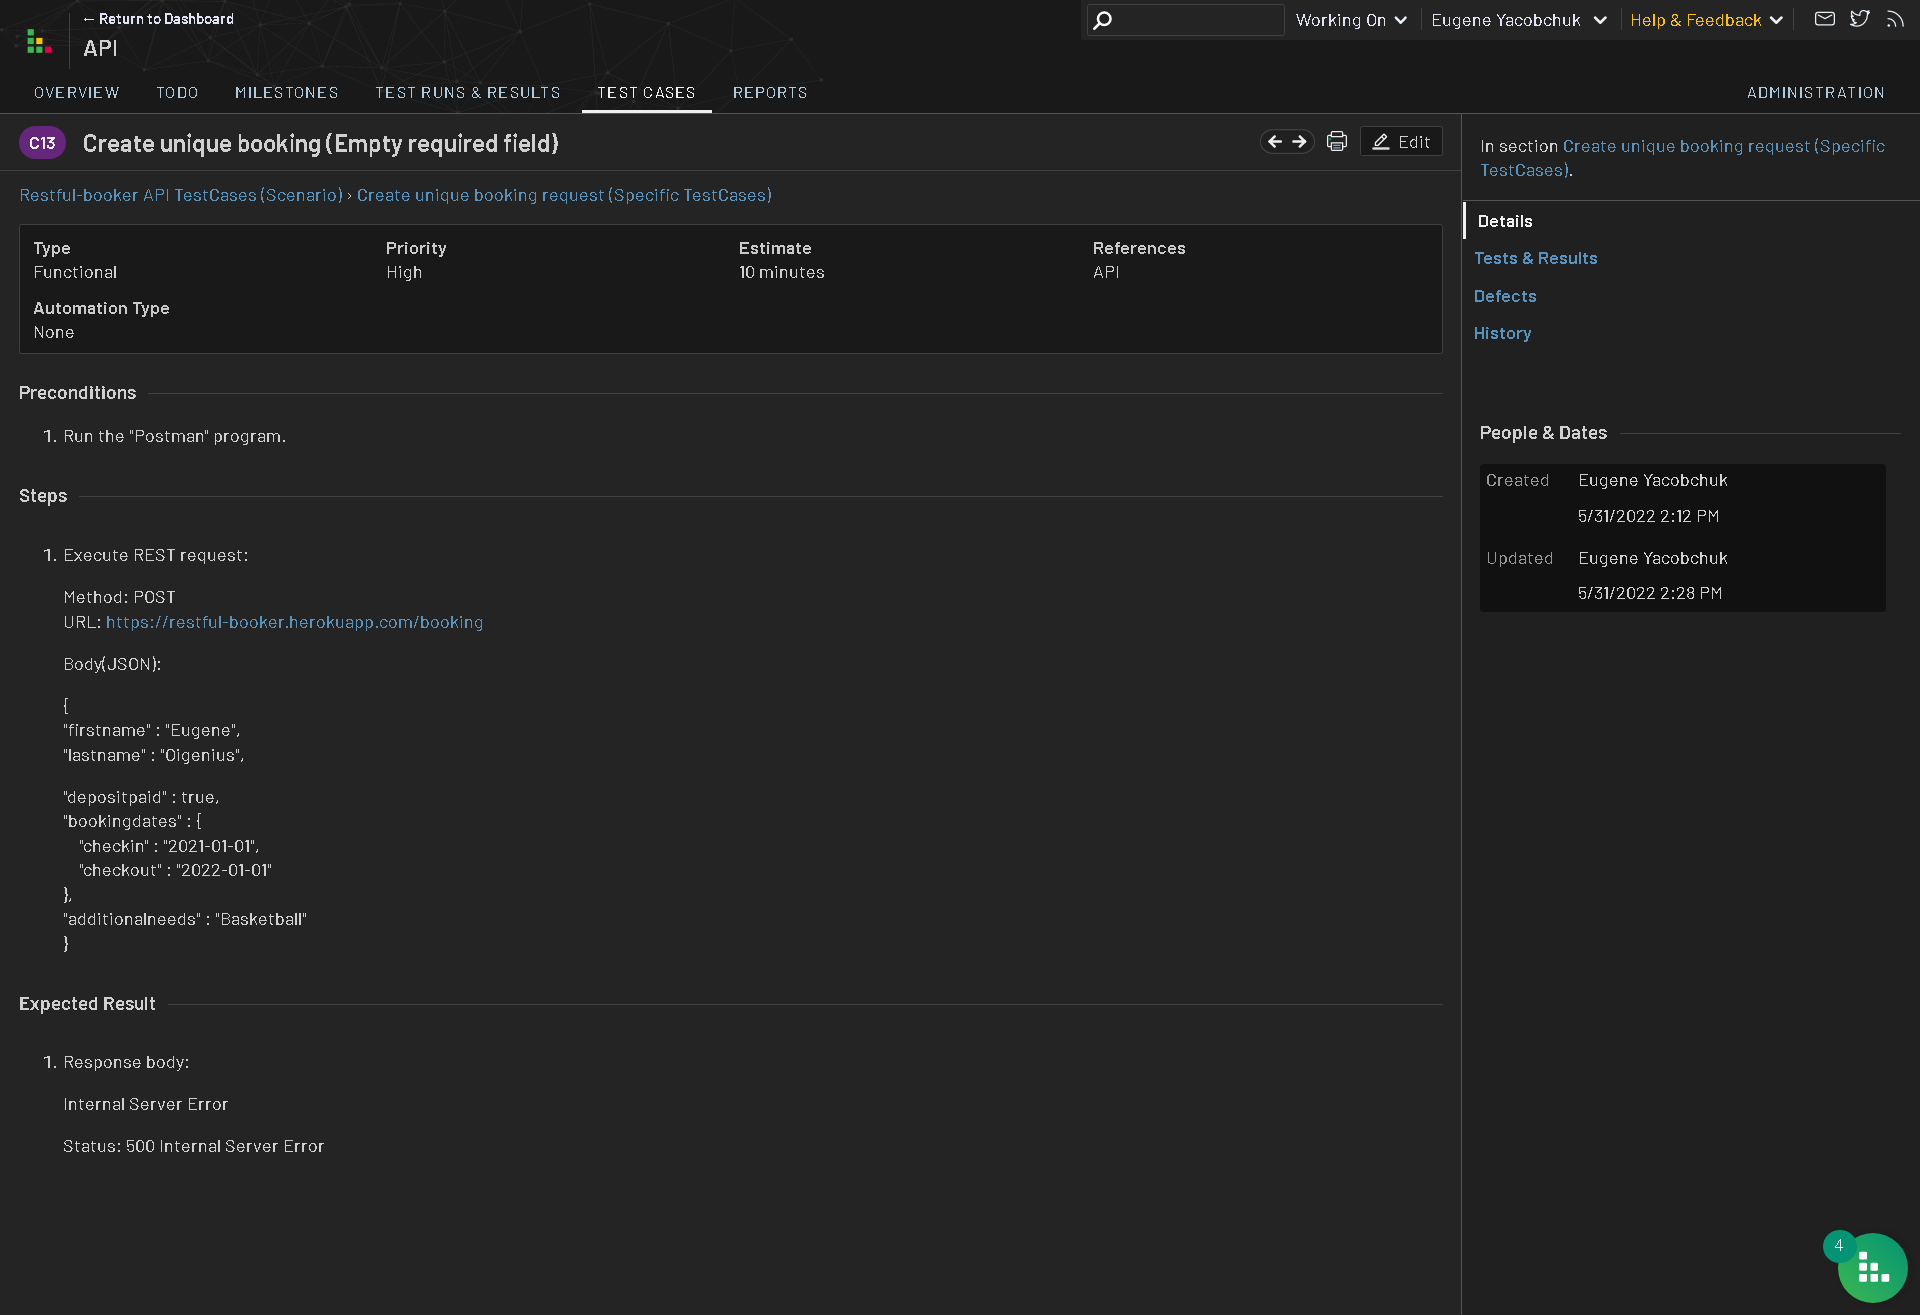 ← Return to Dashboard
API
Working On
Eugene Yacobchuk
Help & Feedback
OVERVIEW
TODO
MILESTONES
TEST RUNS & RESULTS
TEST CASES
REPORTS
ADMINISTRATION
C13
Create unique booking (Empty required field)
Edit
Restful-booker API TestCases (Scenario) › Create unique booking request (Specific TestCases)
Type
Functional
Priority
High
Estimate
10 minutes
References
API
Automation Type
None
Preconditions
1. Run the "Postman" program.
Steps
1. Execute REST request:
Method: POST
URL: https://restful-booker.herokuapp.com/booking
Body(JSON):
{
"firstname" : "Eugene",
"lastname" : "Oigenius",
"depositpaid" : true,
"bookingdates" : {
"checkin" : "2021-01-01",
"checkout" : "2022-01-01"
},
"additionalneeds" : "Basketball"
}
Expected Result
1. Response body:
Internal Server Error
Status: 500 Internal Server Error
In section Create unique booking request (Specific
TestCases).
Details
Tests & Results
Defects
History
People & Dates
Created
Eugene Yacobchuk
5/31/2022 2:12 PM
Updated
Eugene Yacobchuk
5/31/2022 2:28 PM
4